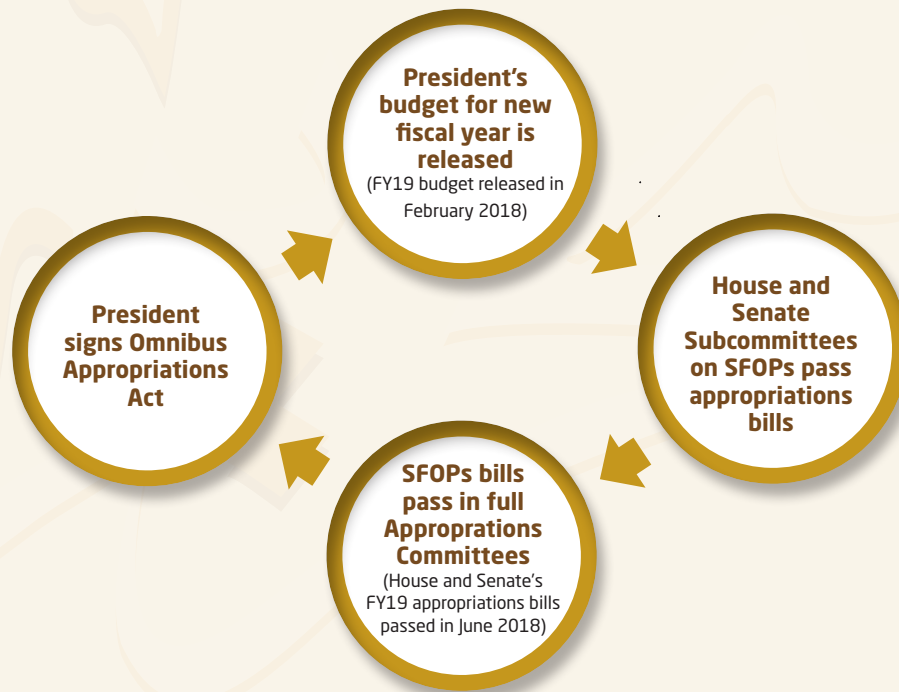 President's
budget for new
fiscal year is
released
(FY19 budget released in
February 2018)
House and
Senate
Subcommittees
on SFOPs pass
appropriations
bills
SFOPs bills
pass in full
Approprations
Committees
(House and Senate's
FY19 appropriations bills
passed in June 2018)
President
signs Omnibus
Appropriations
Act